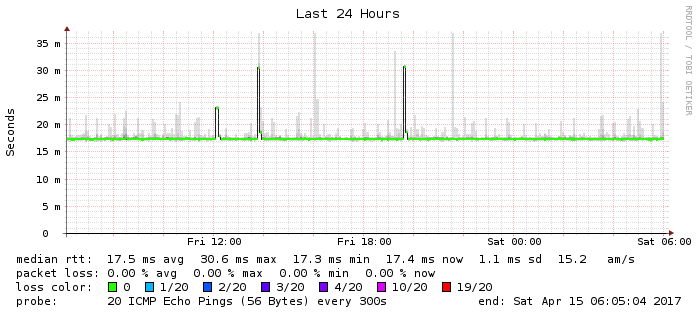 Last 24 Hours
RRDTOOL / TOBI OETIKER
Seconds
35 m
30 m
25 m
20 m
15 m
10 m
5 m
0
Fri 12:00 Fri 18:00 Sat 00:00 Sat 06:00
median rtt: 17.5 ms avg 30.6 ms max 17.3 ms min 17.4 ms now 1.1 ms sd 15.2 am/s
packet loss: 0.00 % avg 0.00 % max 0.00 % min 0.00 % now
loss color: 0 1/20 2/20 3/20 4/20 10/20 19/20
probe: 20 ICMP Echo Pings (56 Bytes) every 300s end: Sat Apr 15 06:05:04 2017